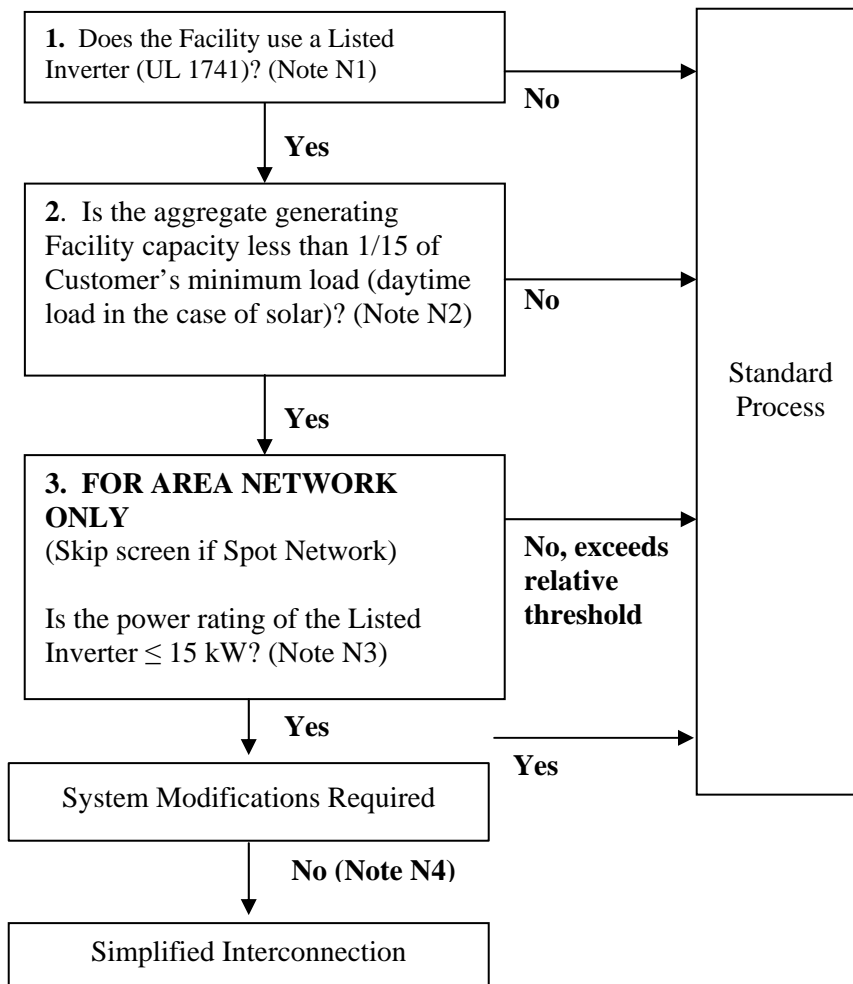 1. Does the Facility use a Listed
Inverter (UL 1741)? (Note N1)
No
Yes
2. Is the aggregate generating
Facility capacity less than 1/15 of
Customer’s minimum load (daytime
load in the case of solar)? (Note N2)
No
Standard
Process
Yes
3. FOR AREA NETWORK
ONLY
(Skip screen if Spot Network)
Is the power rating of the Listed
Inverter ≤ 15 kW? (Note N3)
No, exceeds
relative
threshold
Yes
Yes
System Modifications Required
No (Note N4)
Simplified Interconnection